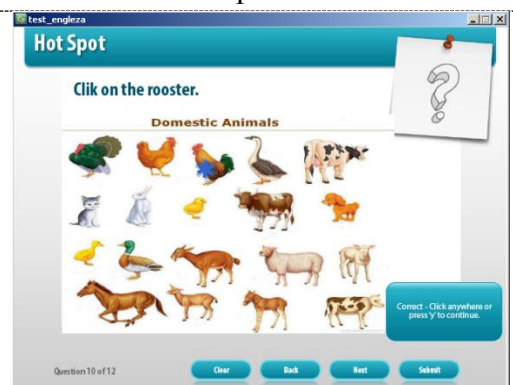 test_engleza
Hot Spot
Clik on the rooster.
Domestic Animals
Correct - Click anywhere or
press 'y' to continue.
Question 10 of 12
Clear
Back
Next
Submit